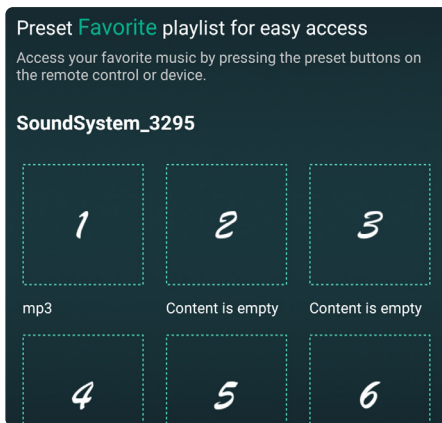 Preset Favorite playlist for easy access
Access your favorite music by pressing the preset buttons on
the remote control or device.
SoundSystem_3295
1 2 3
mp3 Content is empty Content is empty
4 5 6